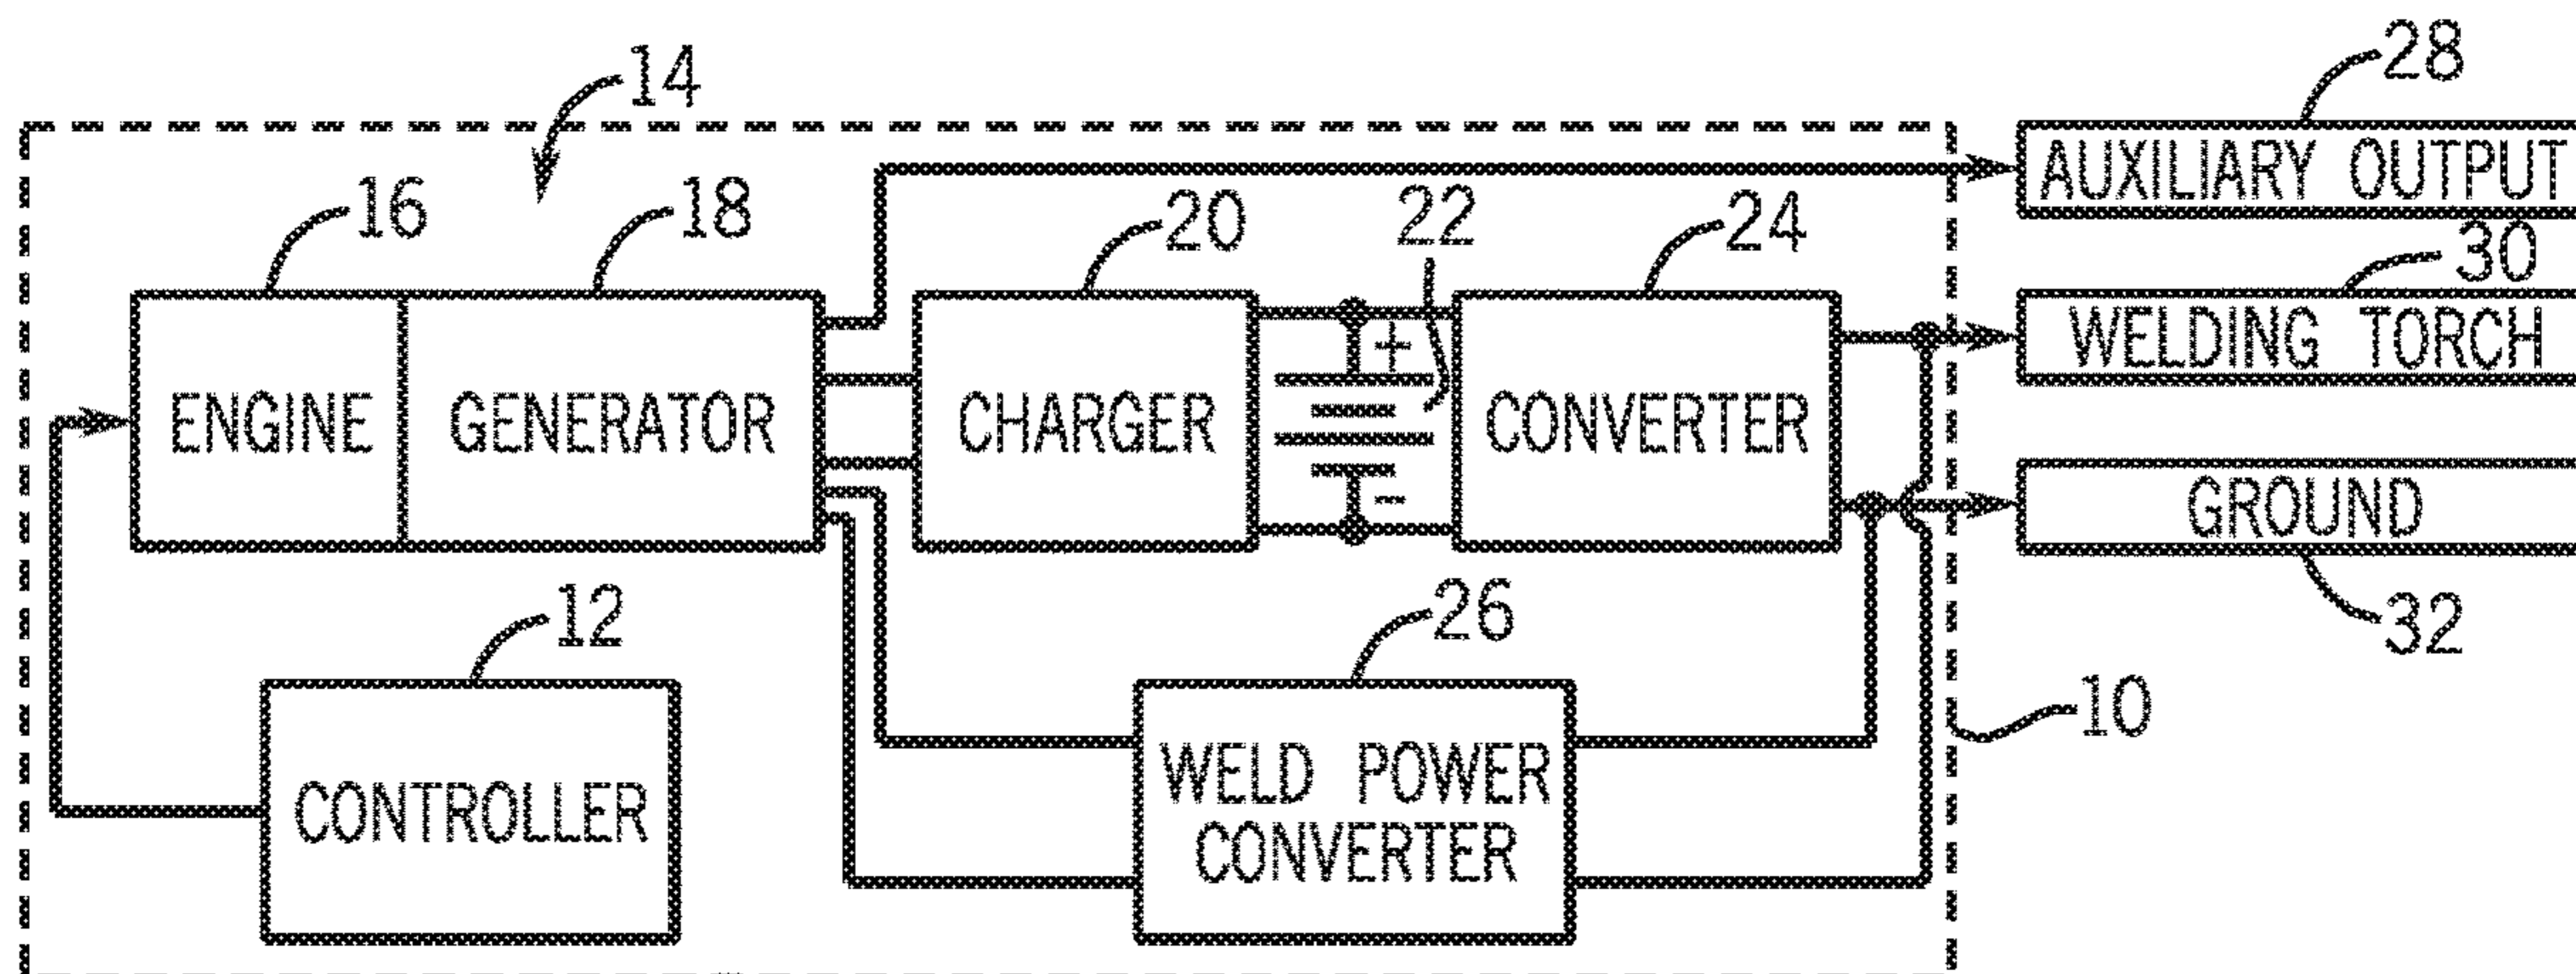 28
14
AUXILIARY OUTPUT
16
18
20
22
24
30
+
WELDING TORCH
ENGINE
GENERATOR
CHARGER
CONVERTER
-
GROUND
12
26
32
10
WELD POWER
CONVERTER
CONTROLLER